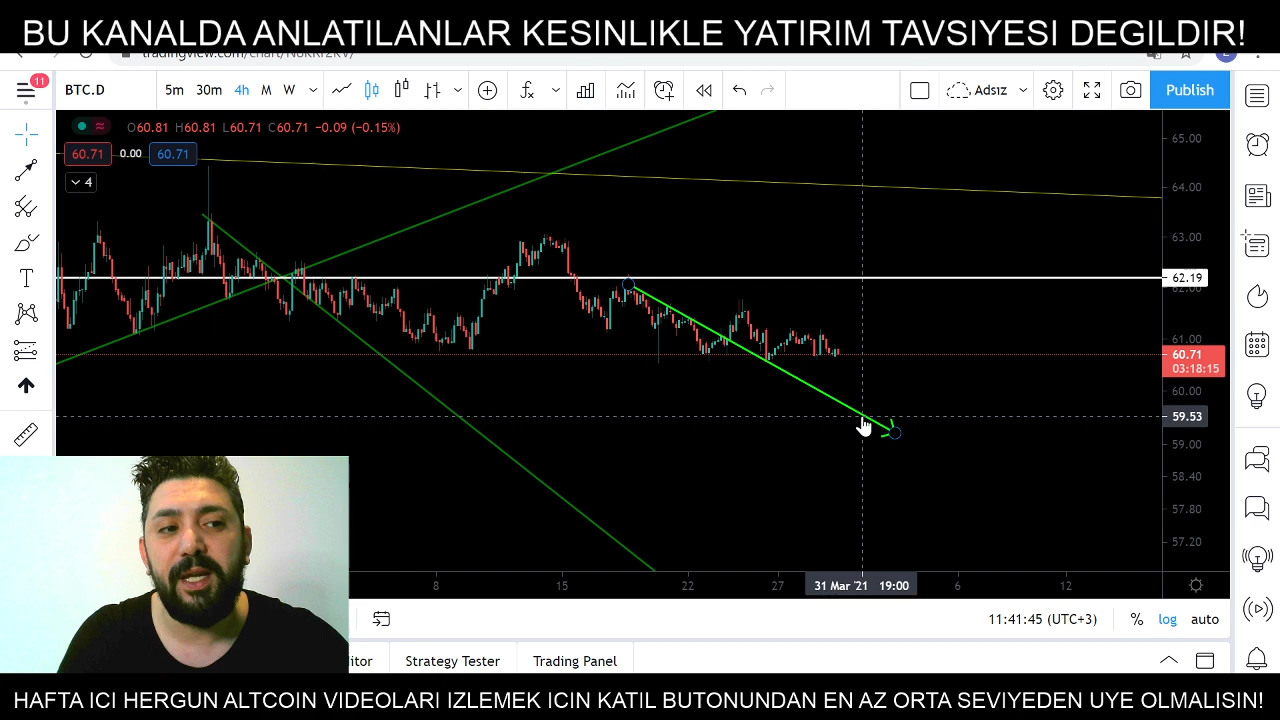 BU KANALDA ANLATILANLAR KESINLIKLE YATIRIM TAVSIYESI DEGILDIR!
11
BTC.D
5m 30m 4h M W
Adsız
Publish
O60.81 H60.81 L60.71 C60.71 −0.09 (−0.15%)
60.71 0.00 60.71
4
65.00
64.00
63.00
62.19
62.00
61.00
60.71
03:18:15
60.00
59.53
59.00
58.40
57.80
57.20
8 15 22 27 31 Mar '21 19:00 6 12
11:41:45 (UTC+3) % log auto
itor Strategy Tester Trading Panel
HAFTA ICI HERGUN ALTCOIN VIDEOLARI IZLEMEK ICIN KATIL BUTONUNDAN EN AZ ORTA SEVIYEDEN UYE OLMALISIN!